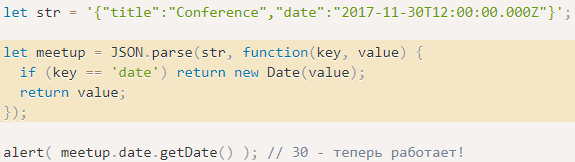 let str = '{"title":"Conference","date":"2017-11-30T12:00:00.000Z"}';
let meetup = JSON.parse(str, function(key, value) {
  if (key == 'date') return new Date(value);
  return value;
});
alert( meetup.date.getDate() ); // 30 - теперь работает!